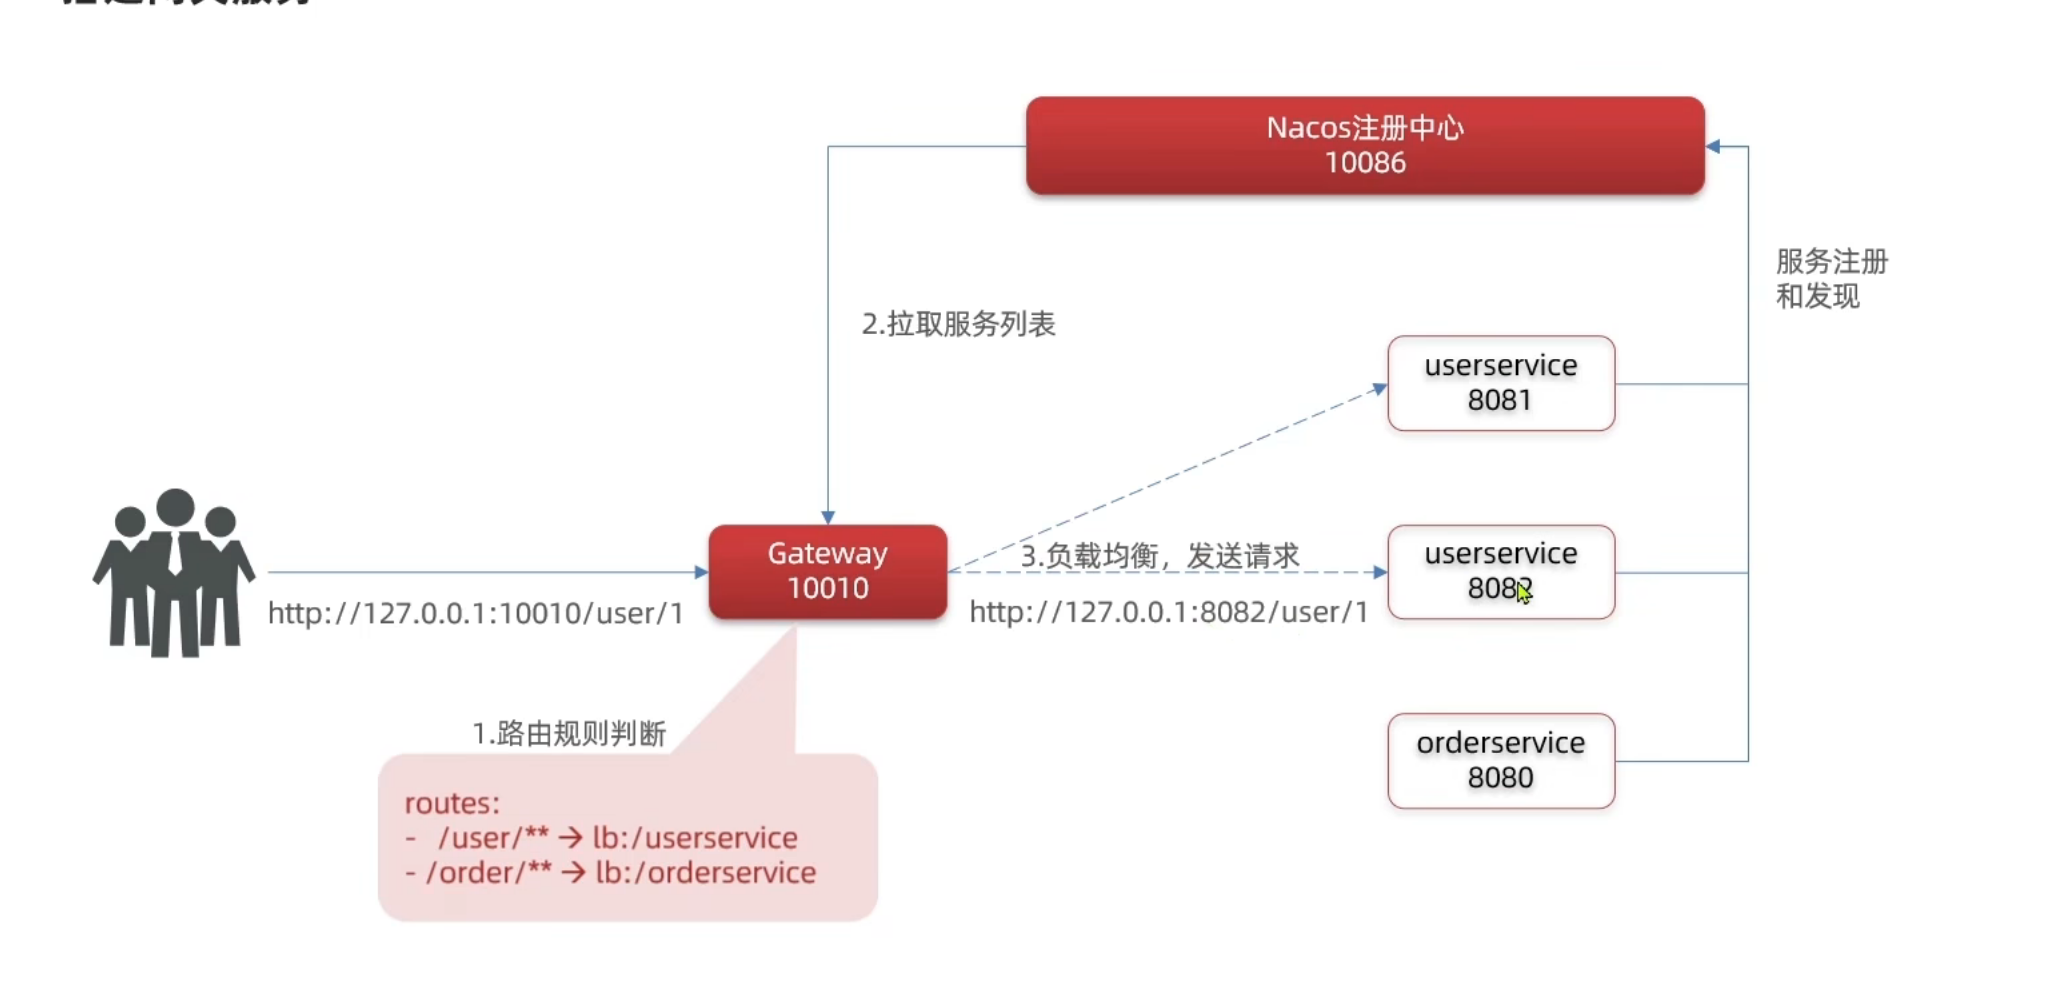 Nacos注册中心
10086
服务注册
和发现
2.拉取服务列表
userservice
8081
Gateway
10010
3.负载均衡，发送请求
userservice
http://127.0.0.1:10010/user/1
http://127.0.0.1:8082/user/1
1.路由规则判断
orderservice
8080
routes:
- /user/** → lb:/userservice
- /order/** → lb:/orderservice